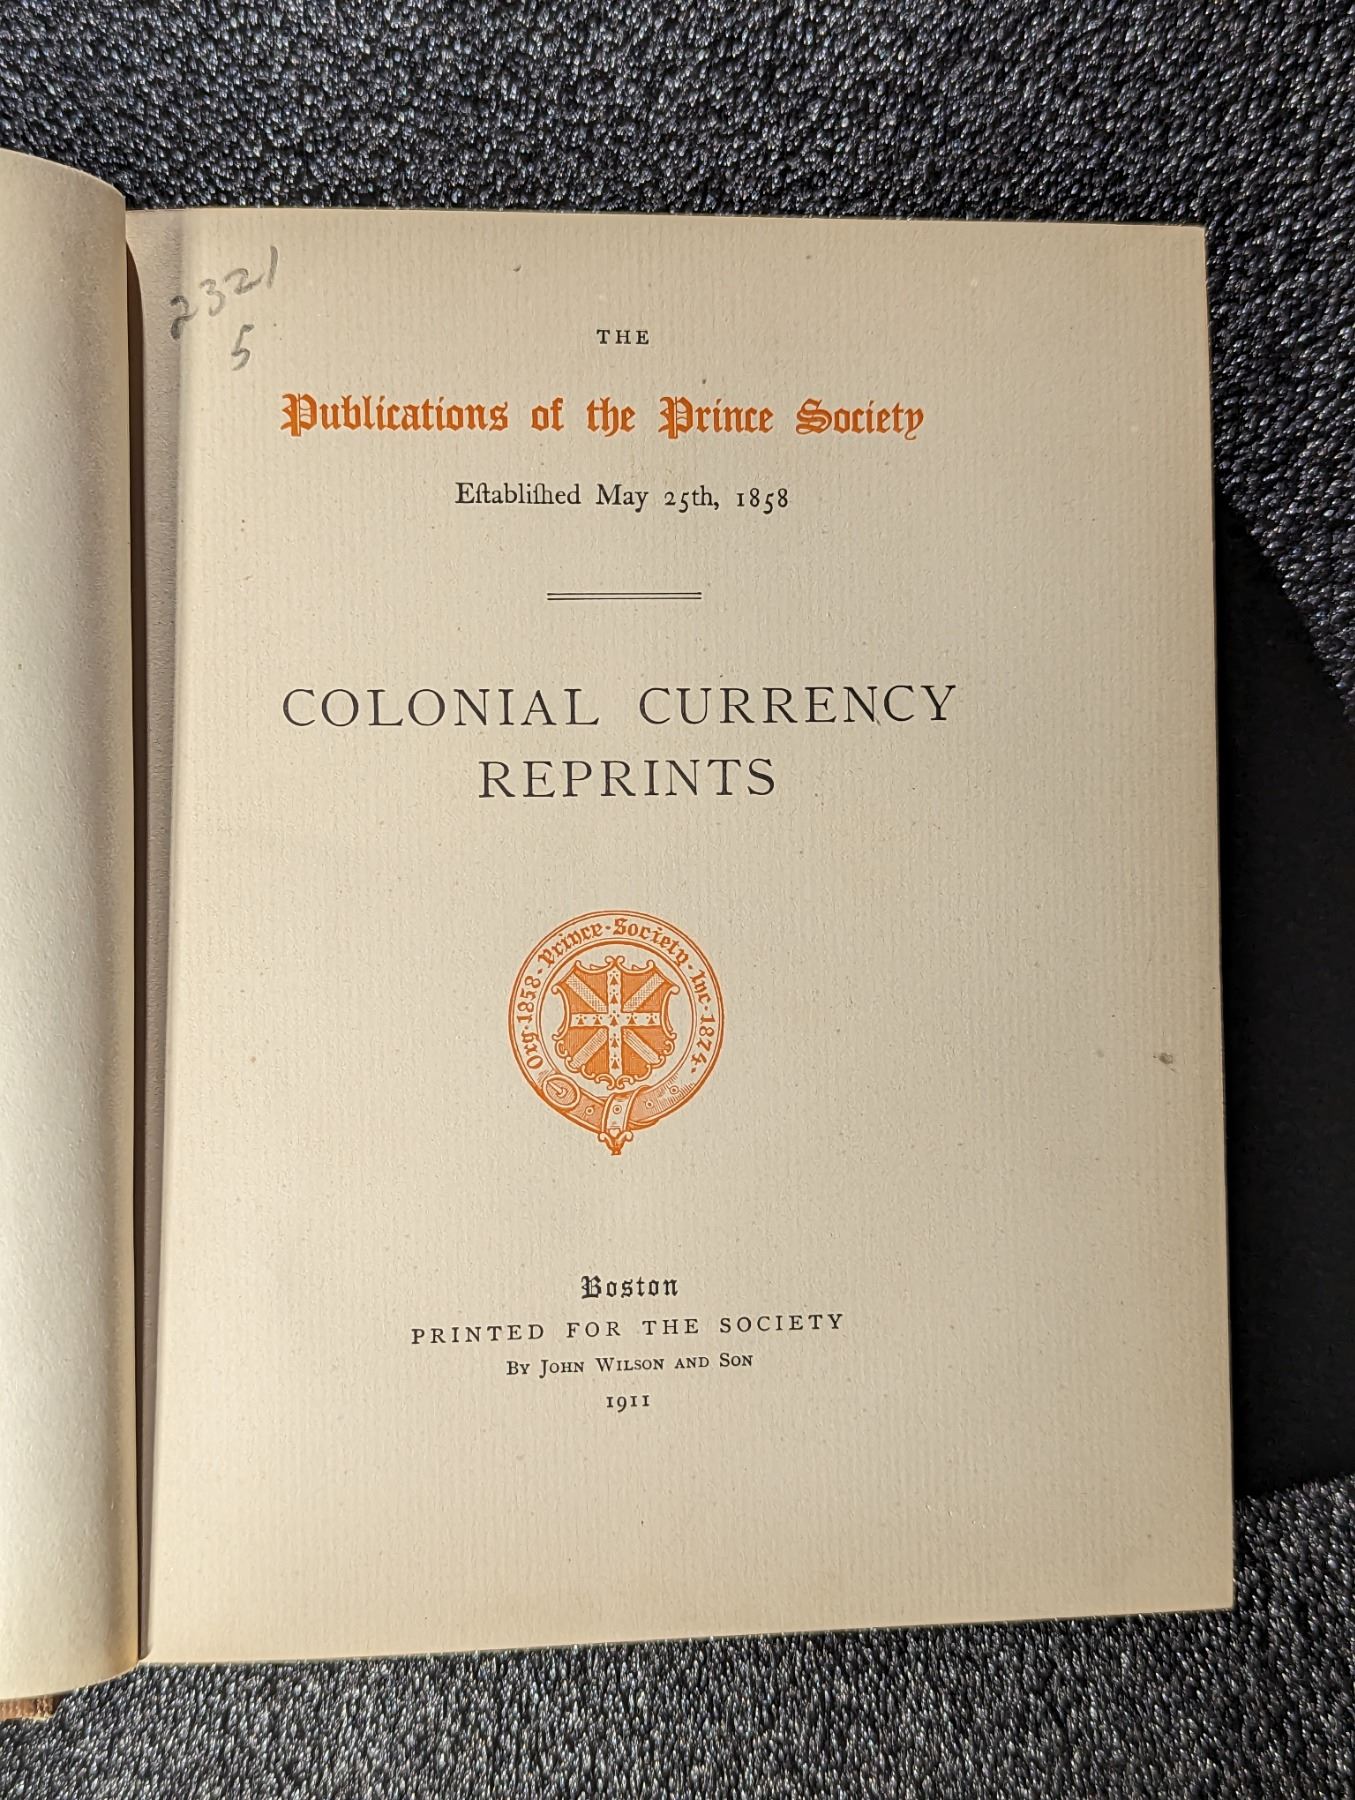 2321
5
THE
Publications of the Prince Society
Eſtabliſhed May 25th, 1858
COLONIAL CURRENCY
REPRINTS
Org · 1858 · Prince · Society · Inc · 1874 ·
Boston
PRINTED FOR THE SOCIETY
BY JOHN WILSON AND SON
1911